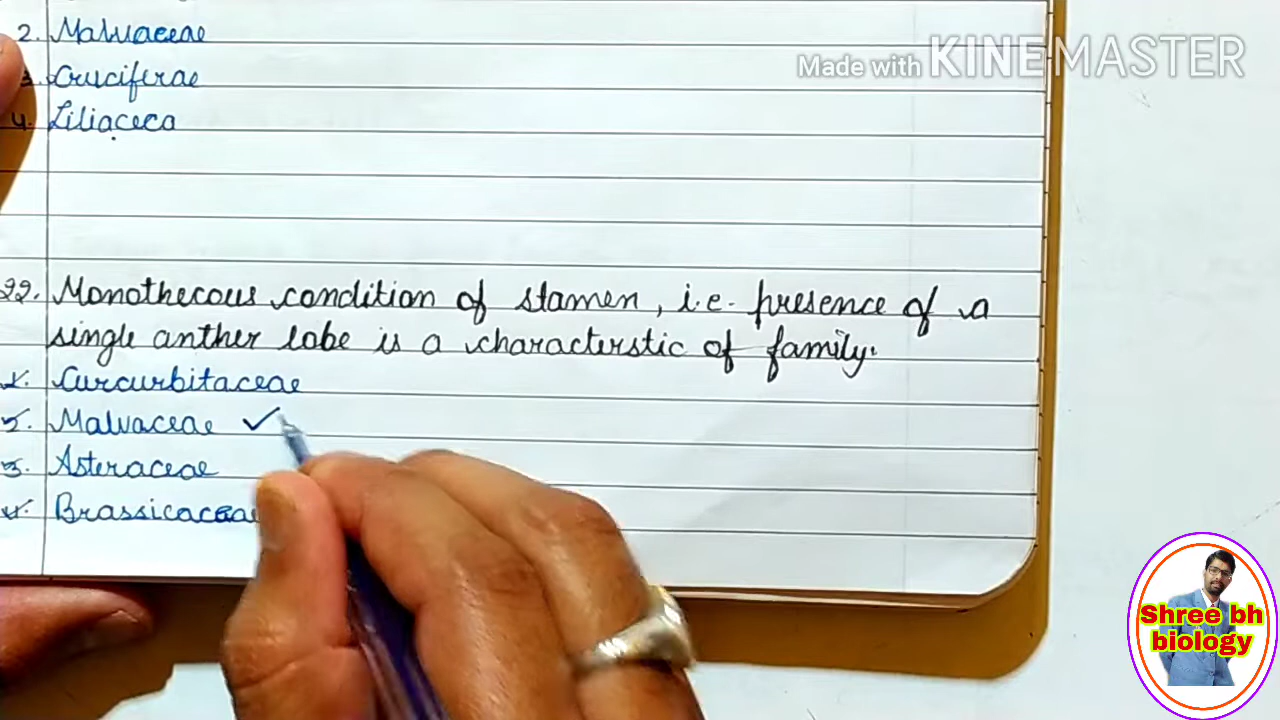 2. Malvaceae
Made with KINEMASTER
3. Cruciferae
4. Liliaceca
22. Monothecous condition of stamen, i.e. presence of a
single anther lobe is a characterstic of family.
1. Curcurbitaceae
2. Malvaceae ✓
3. Asteraceae
4. Brassicaceae
Shree bh
biology